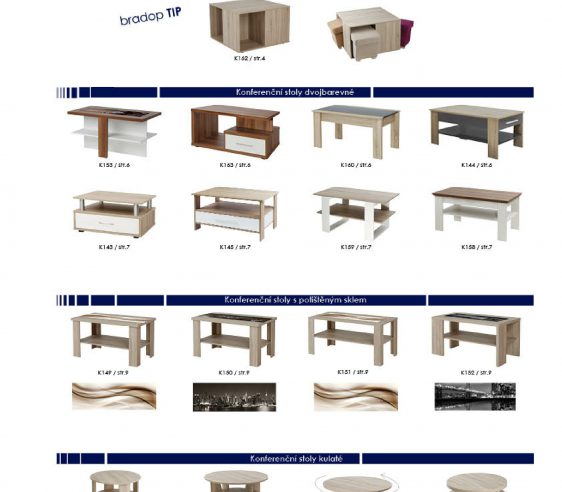 bradop TIP
K162 / str.4
Konferenční stoly dvojbarevné
K153 / str.6 K163 / str.6 K160 / str.6 K144 / str.6
K143 / str.7 K145 / str.7 K159 / str.7 K158 / str.7
Konferenční stoly s potištěným sklem
K149 / str.9 K150 / str.9 K151 / str.9 K152 / str.9
Konferenční stoly kulaté